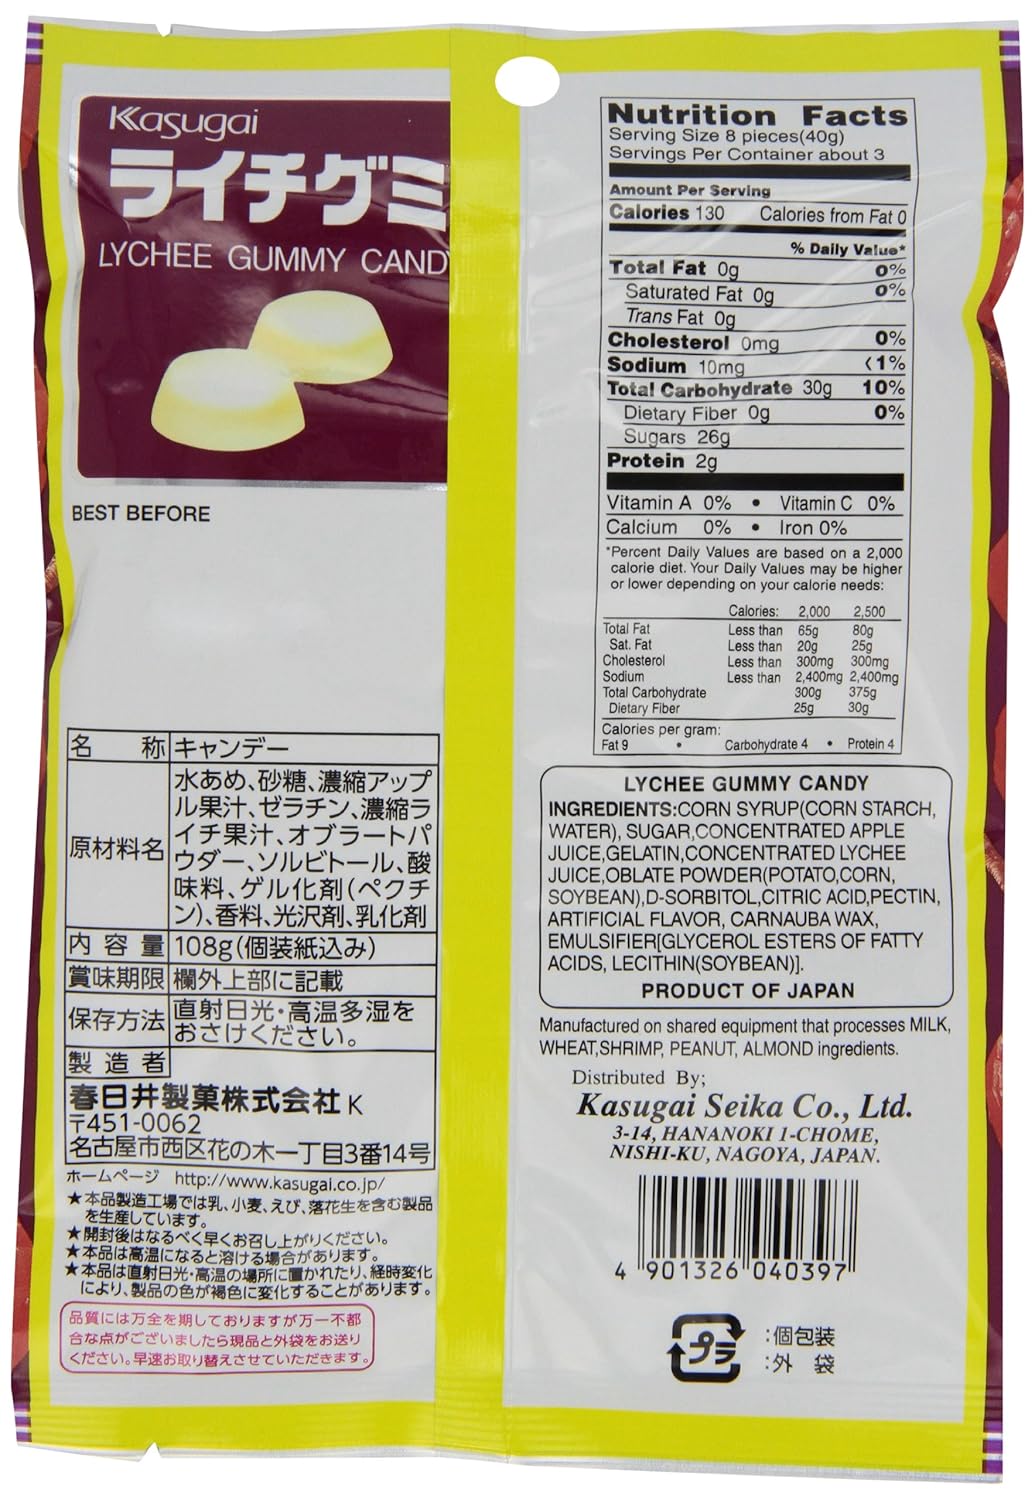 Kasugai
ライチグミ
LYCHEE GUMMY CAND
BEST BEFORE
名 称 キャンデー
原材料名 水あめ、砂糖、濃縮アップ
ル果汁、ゼラチン、濃縮ラ
イチ果汁、オブラートパ
ウダー、ソルビトール、酸
味料、ゲル化剤(ペクチ
ン)、香料、光沢剤、乳化剤
内容量 108g(個装紙込み)
賞味期限 欄外上部に記載
保存方法 直射日光・高温多湿を
おさけください。
製造者
春日井製菓株式会社 K
〒451-0062
名古屋市西区花の木一丁目3番14号
ホームページ http://www.kasugai.co.jp/
★本品製造工場では乳、小麦、えび、落花生を含む製品
を生産しています。
★開封後はなるべく早くお召し上がりください。
★本品は高温になると溶ける場合があります。
★本品は直射日光・高温の場所に置かれたり、経時変化
により、製品の色が褐色に変化することがあります。
品質には万全を期しておりますが万一不都
合な点がございましたら現品と外袋をお送り
ください。早速お取り替えさせていただきます。
Nutrition Facts
Serving Size 8 pieces(40g)
Servings Per Container about 3
Amount Per Serving
Calories 130 Calories from Fat 0
% Daily Value*
Total Fat 0g 0%
Saturated Fat 0g 0%
Trans Fat 0g
Cholesterol 0mg 0%
Sodium 10mg <1%
Total Carbohydrate 30g 10%
Dietary Fiber 0g 0%
Sugars 26g
Protein 2g
Vitamin A 0% • Vitamin C 0%
Calcium 0% • Iron 0%
*Percent Daily Values are based on a 2,000
calorie diet. Your Daily Values may be higher
or lower depending on your calorie needs:
Calories: 2,000 2,500
Total Fat Less than 65g 80g
Sat. Fat Less than 20g 25g
Cholesterol Less than 300mg 300mg
Sodium Less than 2,400mg 2,400mg
Total Carbohydrate 300g 375g
Dietary Fiber 25g 30g
Calories per gram:
Fat 9 • Carbohydrate 4 • Protein 4
LYCHEE GUMMY CANDY
INGREDIENTS:CORN SYRUP(CORN STARCH,
WATER), SUGAR,CONCENTRATED APPLE
JUICE,GELATIN,CONCENTRATED LYCHEE
JUICE,OBLATE POWDER(POTATO,CORN,
SOYBEAN),D-SORBITOL,CITRIC ACID,PECTIN,
ARTIFICIAL FLAVOR, CARNAUBA WAX,
EMULSIFIER[GLYCEROL ESTERS OF FATTY
ACIDS, LECITHIN(SOYBEAN)].
PRODUCT OF JAPAN
Manufactured on shared equipment that processes MILK,
WHEAT,SHRIMP, PEANUT, ALMOND ingredients.
Distributed By;
Kasugai Seika Co., Ltd.
3-14, HANANOKI 1-CHOME,
NISHI-KU, NAGOYA, JAPAN.
4 901326 040397
プラ :個包装
:外 袋